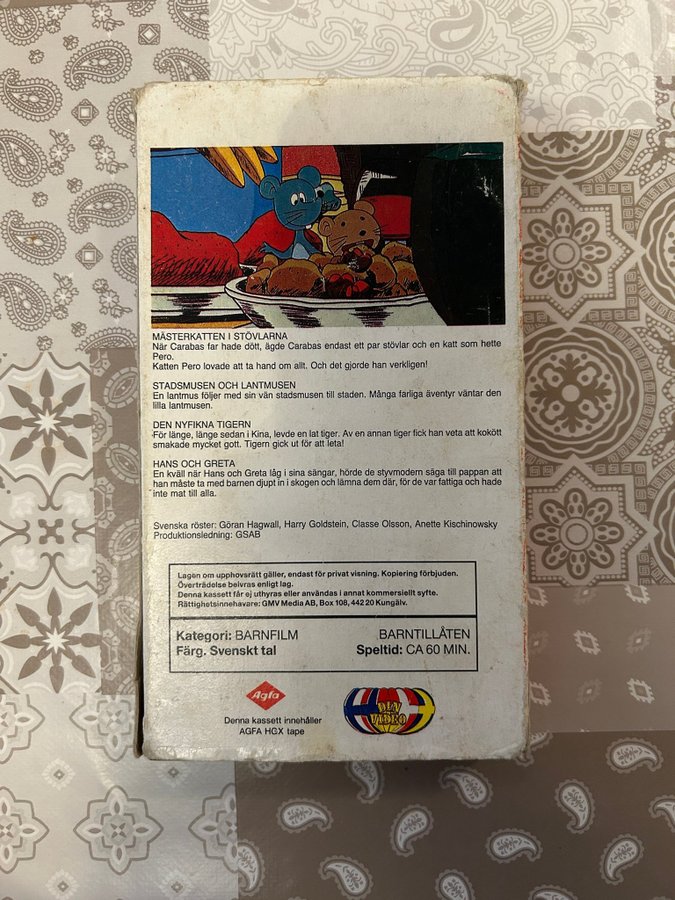 MÄSTERKATTEN I STÖVLARNA
När Carabas far hade dött, ägde Carabas endast ett par stövlar och en katt som hette
Pero.
Katten Pero lovade att ta hand om allt. Och det gjorde han verkligen!
STADSMUSEN OCH LANTMUSEN
En lantmus följer med sin vän stadsmusen till staden. Många farliga äventyr väntar den
lilla lantmusen.
DEN NYFIKNA TIGERN
För länge, länge sedan i Kina, levde en lat tiger. Av en annan tiger fick han veta att kokött
smakade mycket gott. Tigern gick ut för att leta!
HANS OCH GRETA
En kväll när Hans och Greta låg i sina sängar, hörde de styvmodern säga till pappan att
han måste ta med barnen djupt in i skogen och lämna dem där, för de var fattiga och hade
inte mat till alla.
Svenska röster: Göran Hagwall, Harry Goldstein, Classe Olsson, Anette Kischinowsky
Produktionsledning: GSAB
Lagen om upphovsrätt gäller, endast för privat visning. Kopiering förbjuden.
Överträdelse beivras enligt lag.
Denna kassett får ej uthyras eller användas i annat kommersiellt syfte.
Rättighetsinnehavare: GMV Media AB, Box 108, 442 20 Kungälv.
Kategori: BARNFILM BARNTILLÅTEN
Färg. Svenskt tal Speltid: CA 60 MIN.
Agfa
Denna kassett innehåller
AGFA HGX tape
DIN
VIDEO